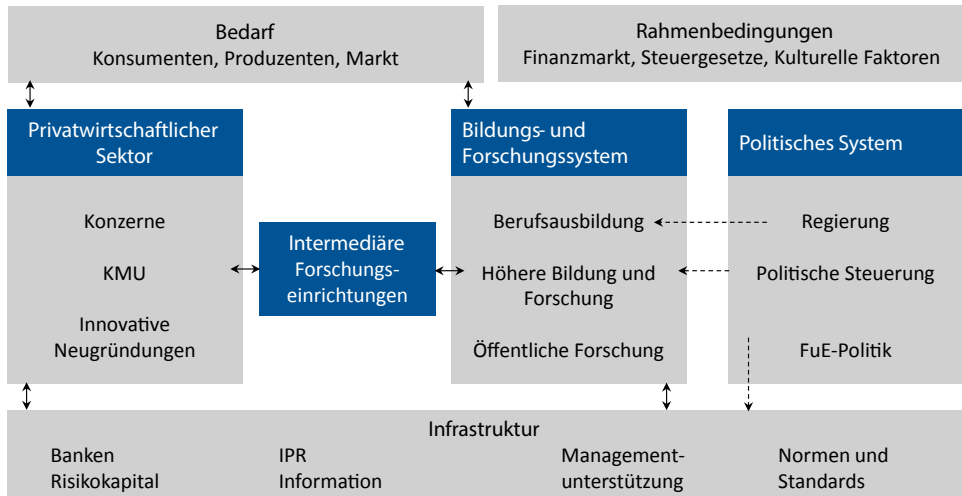 Bedarf
Konsumenten, Produzenten, Markt
Rahmenbedingungen
Finanzmarkt, Steuergesetze, Kulturelle Faktoren
Privatwirtschaftlicher
Sektor
Konzerne
KMU
Innovative
Neugründungen
Intermediäre
Forschungs-
einrichtungen
Bildungs- und
Forschungssystem
Berufsausbildung
Höhere Bildung und
Forschung
Öffentliche Forschung
Politisches System
Regierung
Politische Steuerung
FuE-Politik
Infrastruktur
Banken
Risikokapital
IPR
Information
Management-
unterstützung
Normen und
Standards